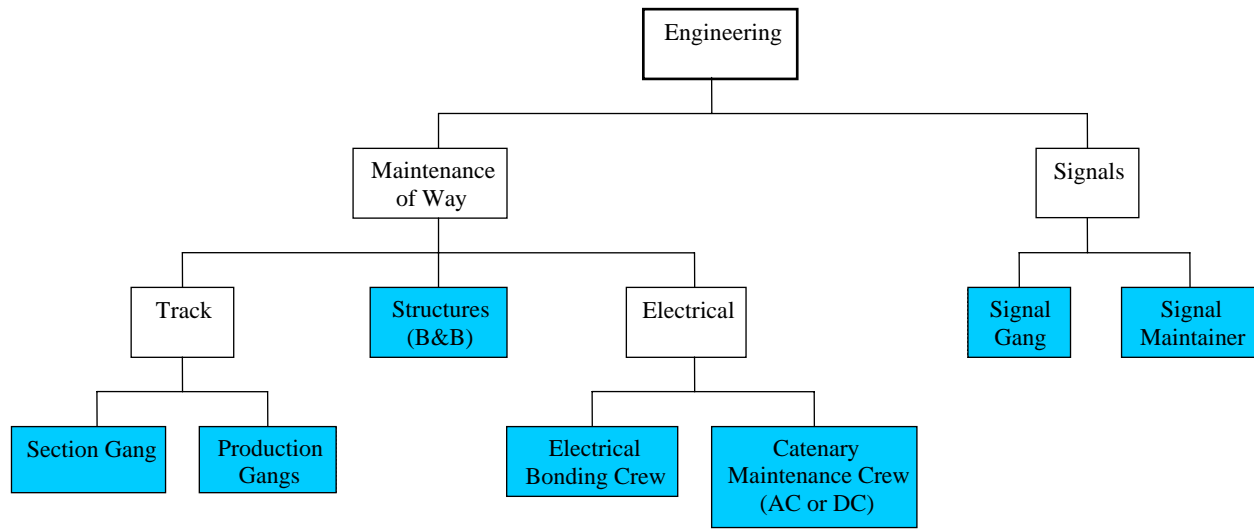 Engineering
Maintenance
of Way
Signals
Track
Structures
(B&B)
Electrical
Signal
Gang
Signal
Maintainer
Section Gang
Production
Gangs
Electrical
Bonding Crew
Catenary
Maintenance Crew
(AC or DC)